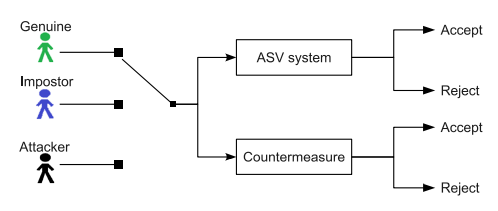 Genuine
Impostor
Attacker
ASV system
Countermeasure
Accept
Reject
Accept
Reject